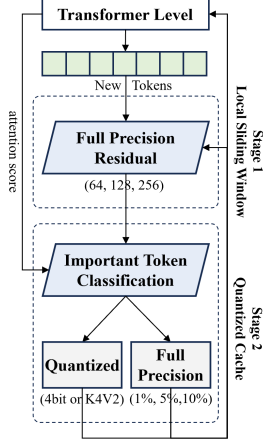 Transformer Level
New Tokens
attention score
Full Precision
Residual
(64, 128, 256)
Stage 1
Local Sliding Window
Important Token
Classification
Quantized
Full
Precision
(4bit or K4V2)
(1%, 5%,10%)
Stage 2
Quantized Cache